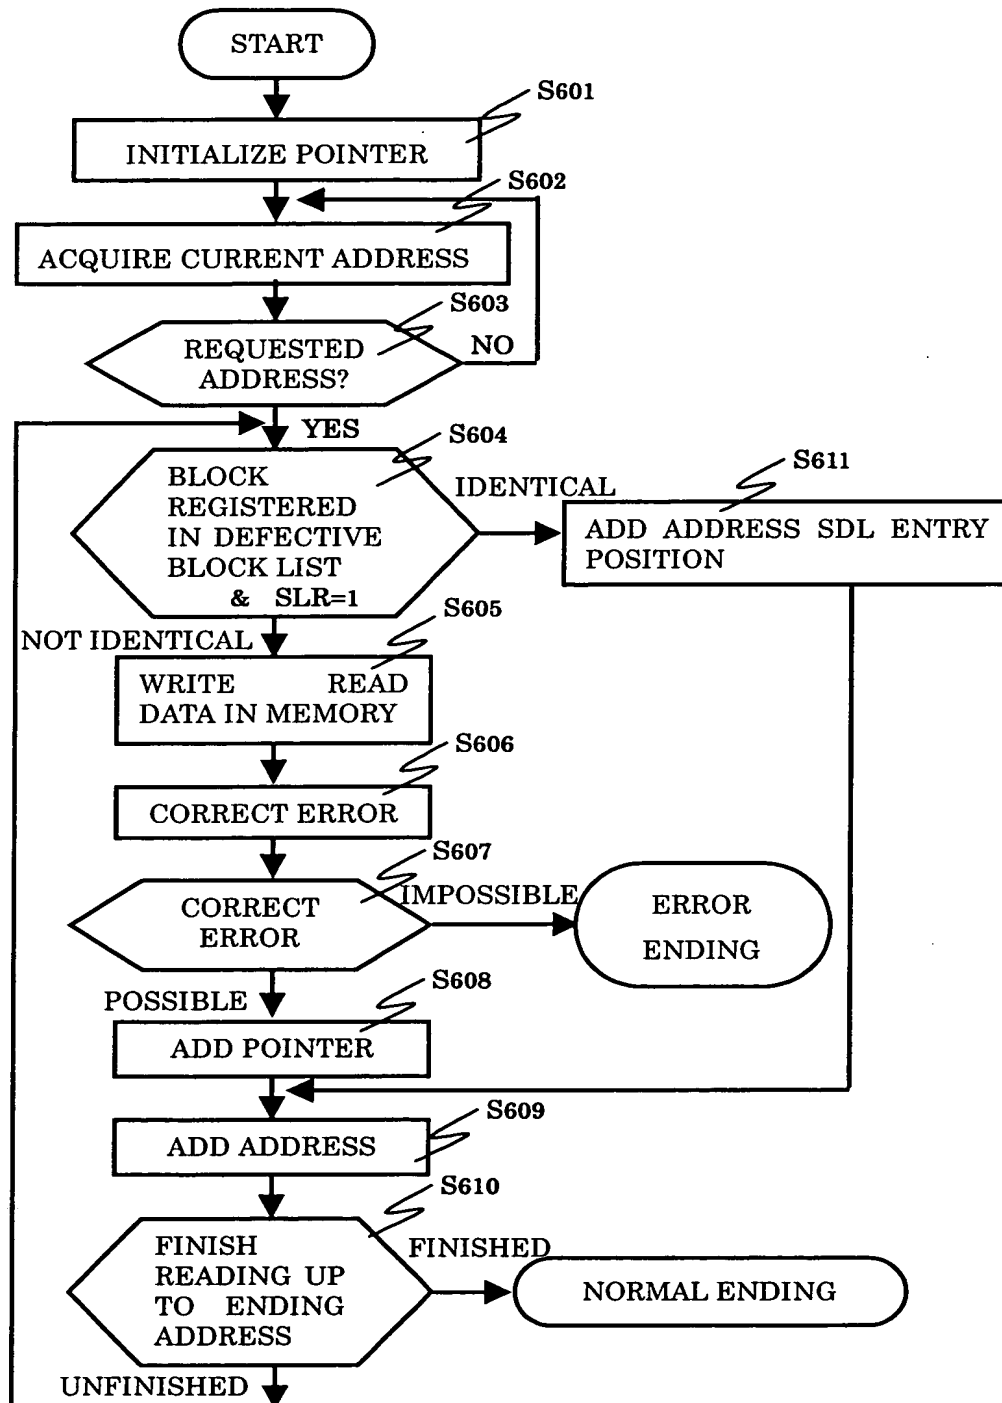 START
S601
INITIALIZE POINTER
S602
ACQUIRE CURRENT ADDRESS
S603
REQUESTED
ADDRESS?
NO
YES
S604
BLOCK
REGISTERED
IN DEFECTIVE
BLOCK LIST
& SLR=1
IDENTICAL
S611
ADD ADDRESS SDL ENTRY
POSITION
NOT IDENTICAL
S605
WRITE READ
DATA IN MEMORY
S606
CORRECT ERROR
S607
CORRECT
ERROR
IMPOSSIBLE
ERROR
ENDING
POSSIBLE
S608
ADD POINTER
S609
ADD ADDRESS
S610
FINISH
READING UP
TO ENDING
ADDRESS
FINISHED
NORMAL ENDING
UNFINISHED